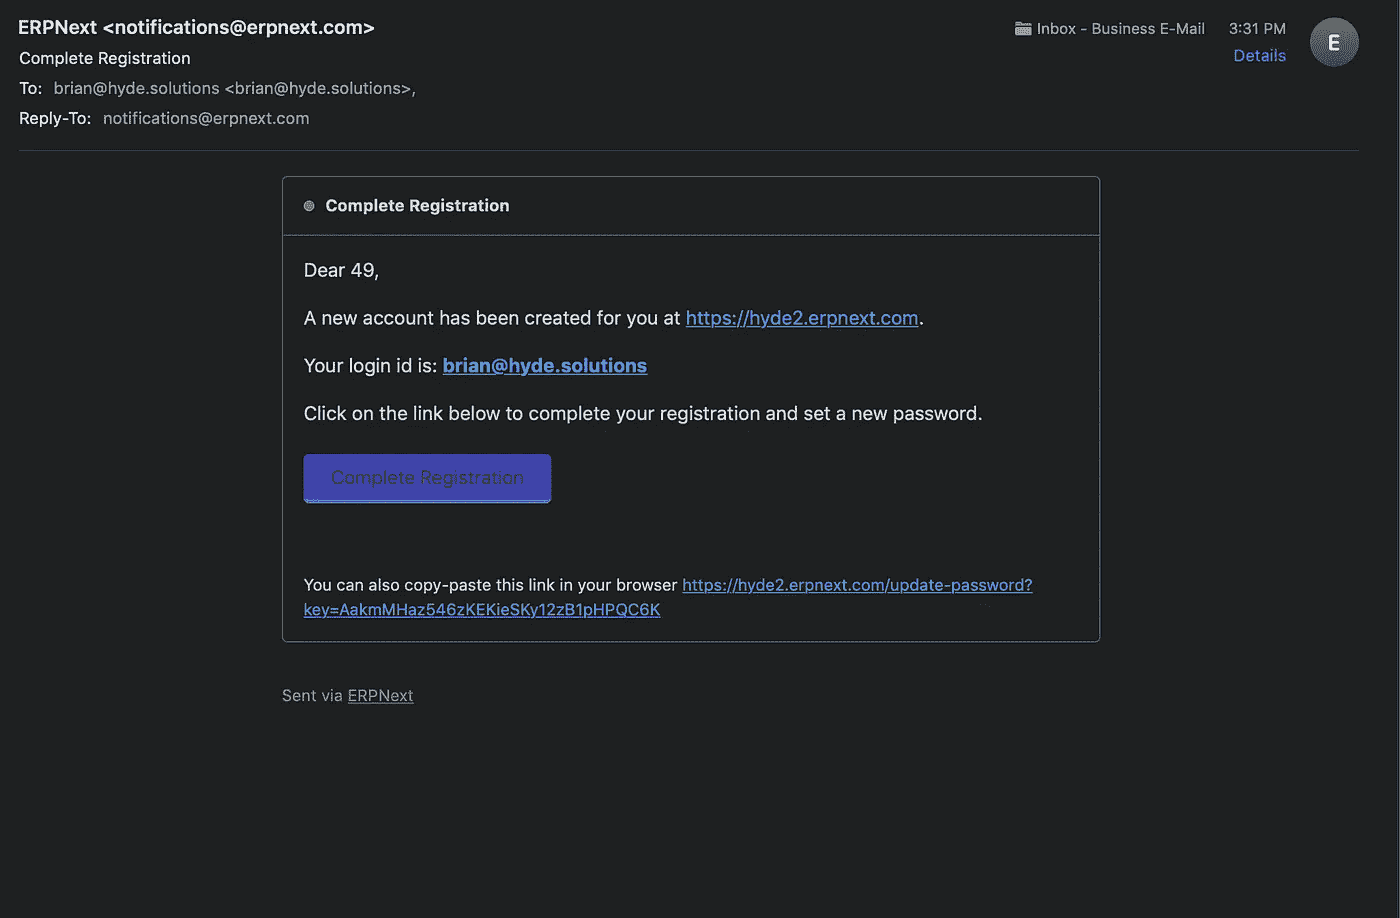 ERPNext <notifications@erpnext.com>
Inbox - Business E-Mail
3:31 PM
E
Complete Registration
Details
To: brian@hyde.solutions <brian@hyde.solutions>,
Reply-To: notifications@erpnext.com
Complete Registration
Dear 49,
A new account has been created for you at https://hyde2.erpnext.com.
Your login id is: brian@hyde.solutions
Click on the link below to complete your registration and set a new password.
Complete Registration
You can also copy-paste this link in your browser https://hyde2.erpnext.com/update-password?
key=AakmMHaz546zKEKieSKy12zB1pHPQC6K
Sent via ERPNext